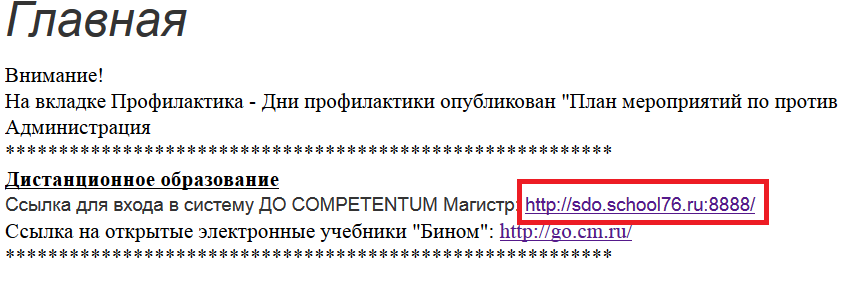 Главная
Внимание!
На вкладке Профилактика - Дни профилактики опубликован "План мероприятий по против
Администрация
*********************************************************
Дистанционное образование
Ссылка для входа в систему ДО COMPETENTUM Магистр: http://sdo.school76.ru:8888/
Ссылка на открытые электронные учебники "Бином": http://go.cm.ru/
*********************************************************